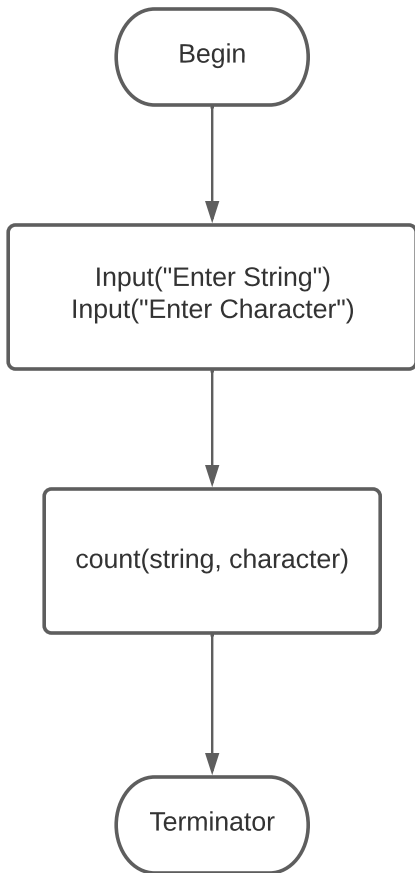 Begin
Input("Enter String")
Input("Enter Character")
count(string, character)
Terminator